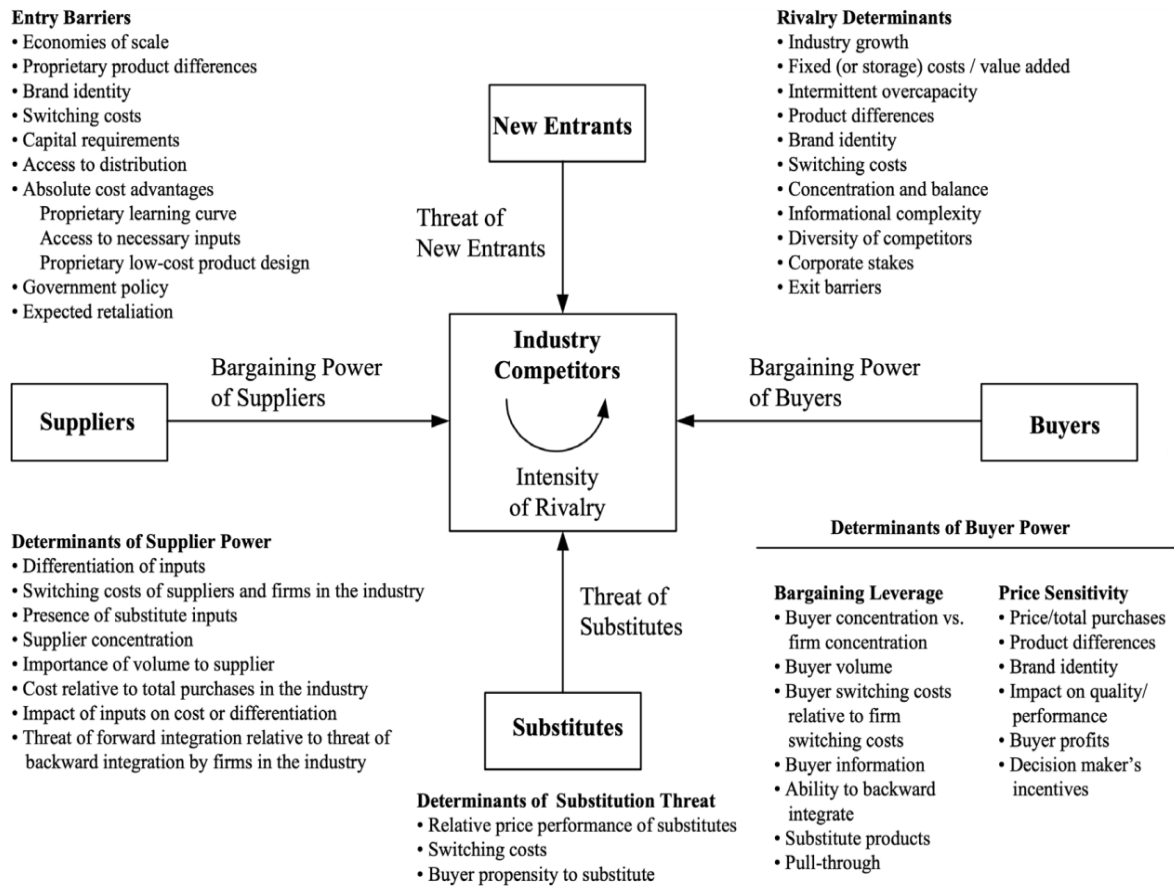 Entry Barriers
• Economies of scale
• Proprietary product differences
• Brand identity
• Switching costs
• Capital requirements
• Access to distribution
• Absolute cost advantages
Proprietary learning curve
Access to necessary inputs
Proprietary low-cost product design
• Government policy
• Expected retaliation
New Entrants
Threat of
New Entrants
Rivalry Determinants
• Industry growth
• Fixed (or storage) costs / value added
• Intermittent overcapacity
• Product differences
• Brand identity
• Switching costs
• Concentration and balance
• Informational complexity
• Diversity of competitors
• Corporate stakes
• Exit barriers
Suppliers
Bargaining Power
of Suppliers
Industry
Competitors
Intensity
of Rivalry
Bargaining Power
of Buyers
Buyers
Determinants of Supplier Power
• Differentiation of inputs
• Switching costs of suppliers and firms in the industry
• Presence of substitute inputs
• Supplier concentration
• Importance of volume to supplier
• Cost relative to total purchases in the industry
• Impact of inputs on cost or differentiation
• Threat of forward integration relative to threat of
backward integration by firms in the industry
Threat of
Substitutes
Substitutes
Determinants of Substitution Threat
• Relative price performance of substitutes
• Switching costs
• Buyer propensity to substitute
Determinants of Buyer Power
Bargaining Leverage
• Buyer concentration vs.
firm concentration
• Buyer volume
• Buyer switching costs
relative to firm
switching costs
• Buyer information
• Ability to backward
integrate
• Substitute products
• Pull-through
Price Sensitivity
• Price/total purchases
• Product differences
• Brand identity
• Impact on quality/
performance
• Buyer profits
• Decision maker’s
incentives